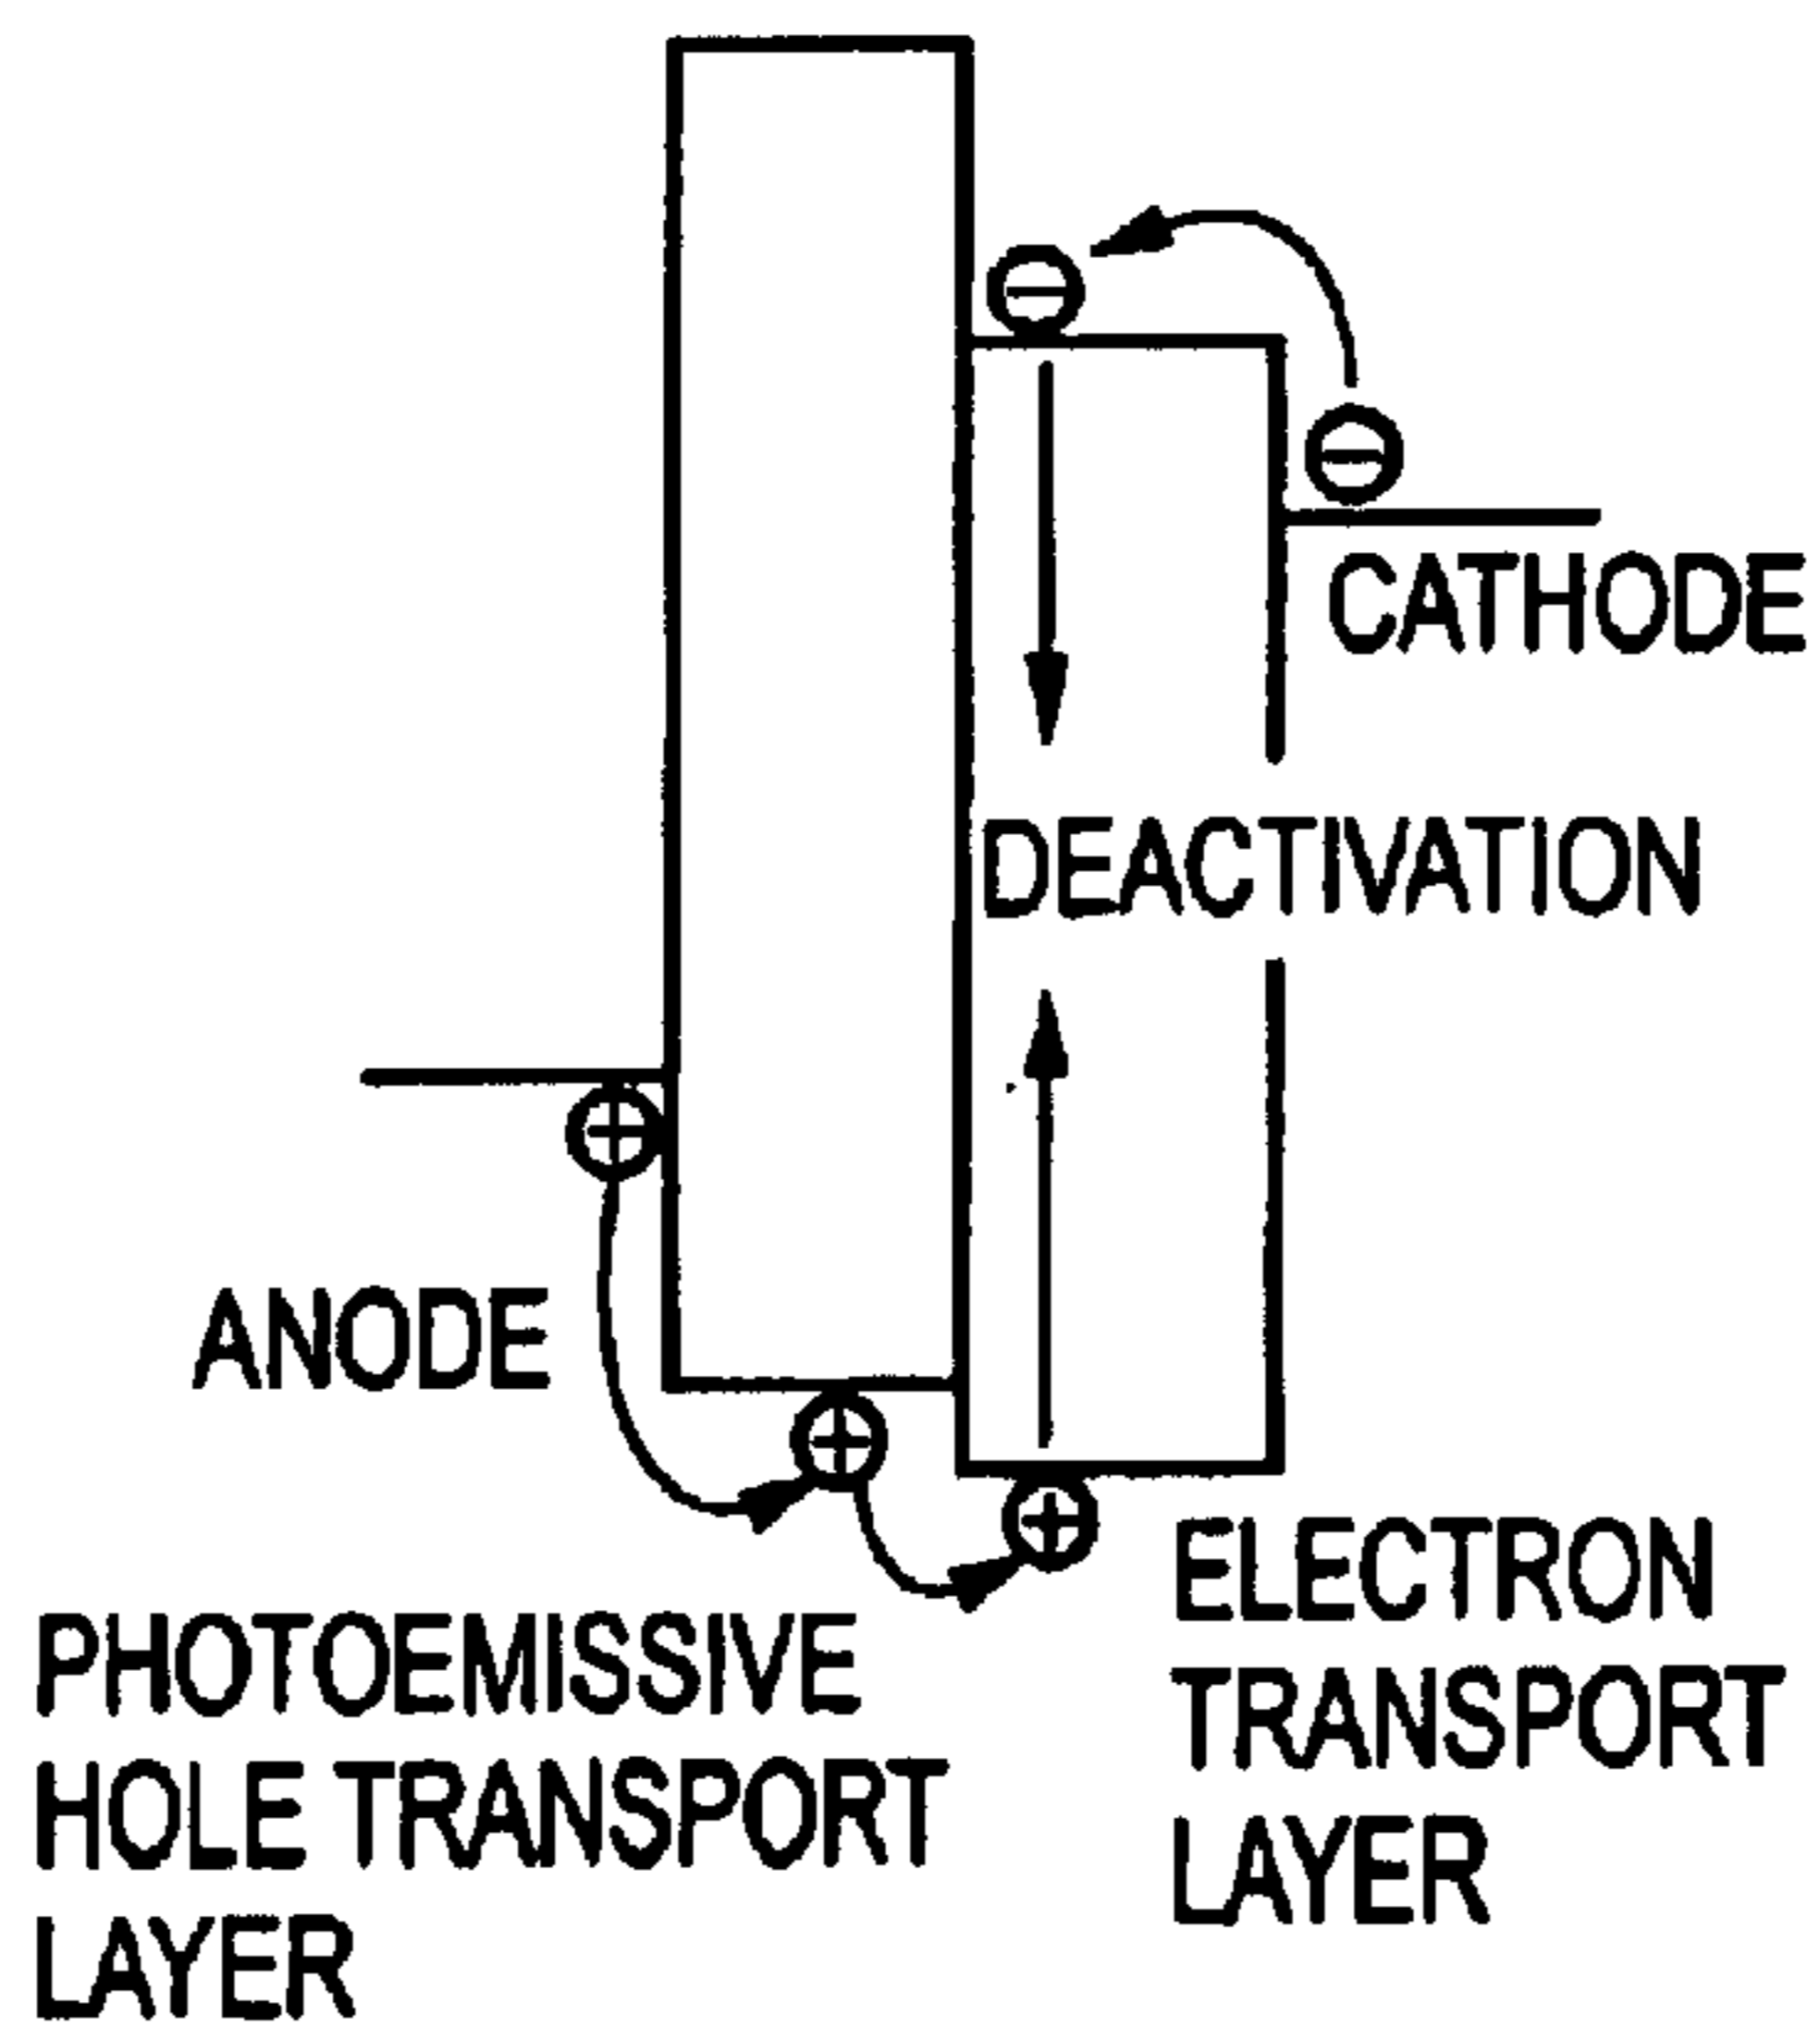 CATHODE
DEACTIVATION
ANODE
PHOTOEMISSIVE
HOLE TRANSPORT
LAYER
ELECTRON
TRANSPORT
LAYER